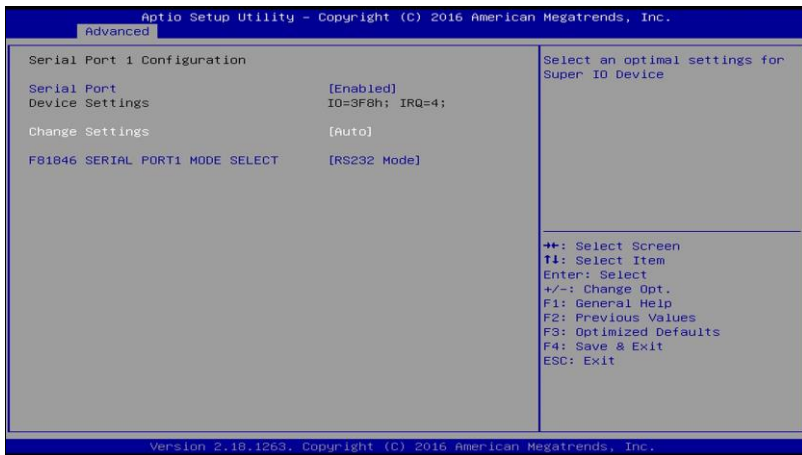 Aptio Setup Utility – Copyright (C) 2016 American Megatrends, Inc.
Advanced
Serial Port 1 Configuration
Serial Port [Enabled]
Device Settings IO=3F8h; IRQ=4;
Change Settings [Auto]
F81846 SERIAL PORT1 MODE SELECT [RS232 Mode]
Select an optimal settings for
Super IO Device
→←: Select Screen
↑↓: Select Item
Enter: Select
+/-: Change Opt.
F1: General Help
F2: Previous Values
F3: Optimized Defaults
F4: Save & Exit
ESC: Exit
Version 2.18.1263. Copyright (C) 2016 American Megatrends, Inc.